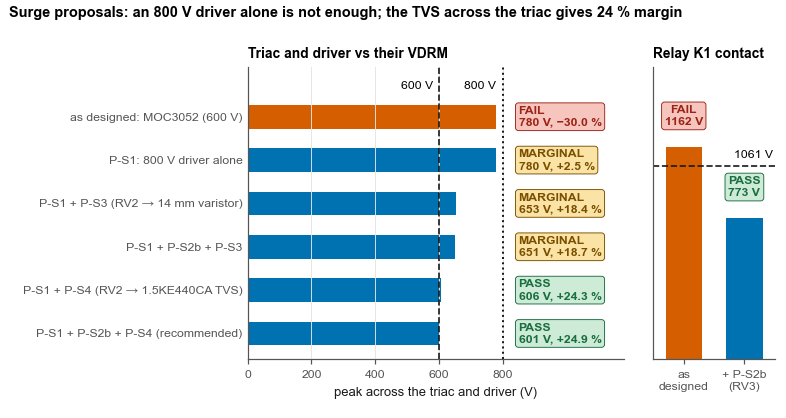 Surge proposals: an 800 V driver alone is not enough; the TVS across the triac gives 24 % margin
Triac and driver vs their VDRM
600 V
800 V
as designed: MOC3052 (600 V)
FAIL
780 V, −30.0 %
P-S1: 800 V driver alone
MARGINAL
780 V, +2.5 %
P-S1 + P-S3 (RV2 → 14 mm varistor)
MARGINAL
653 V, +18.4 %
P-S1 + P-S2b + P-S3
MARGINAL
651 V, +18.7 %
P-S1 + P-S4 (RV2 → 1.5KE440CA TVS)
PASS
606 V, +24.3 %
P-S1 + P-S2b + P-S4 (recommended)
PASS
601 V, +24.9 %
0 200 400 600 800
peak across the triac and driver (V)
Relay K1 contact
FAIL
1162 V
1061 V
PASS
773 V
as
designed
+ P-S2b
(RV3)